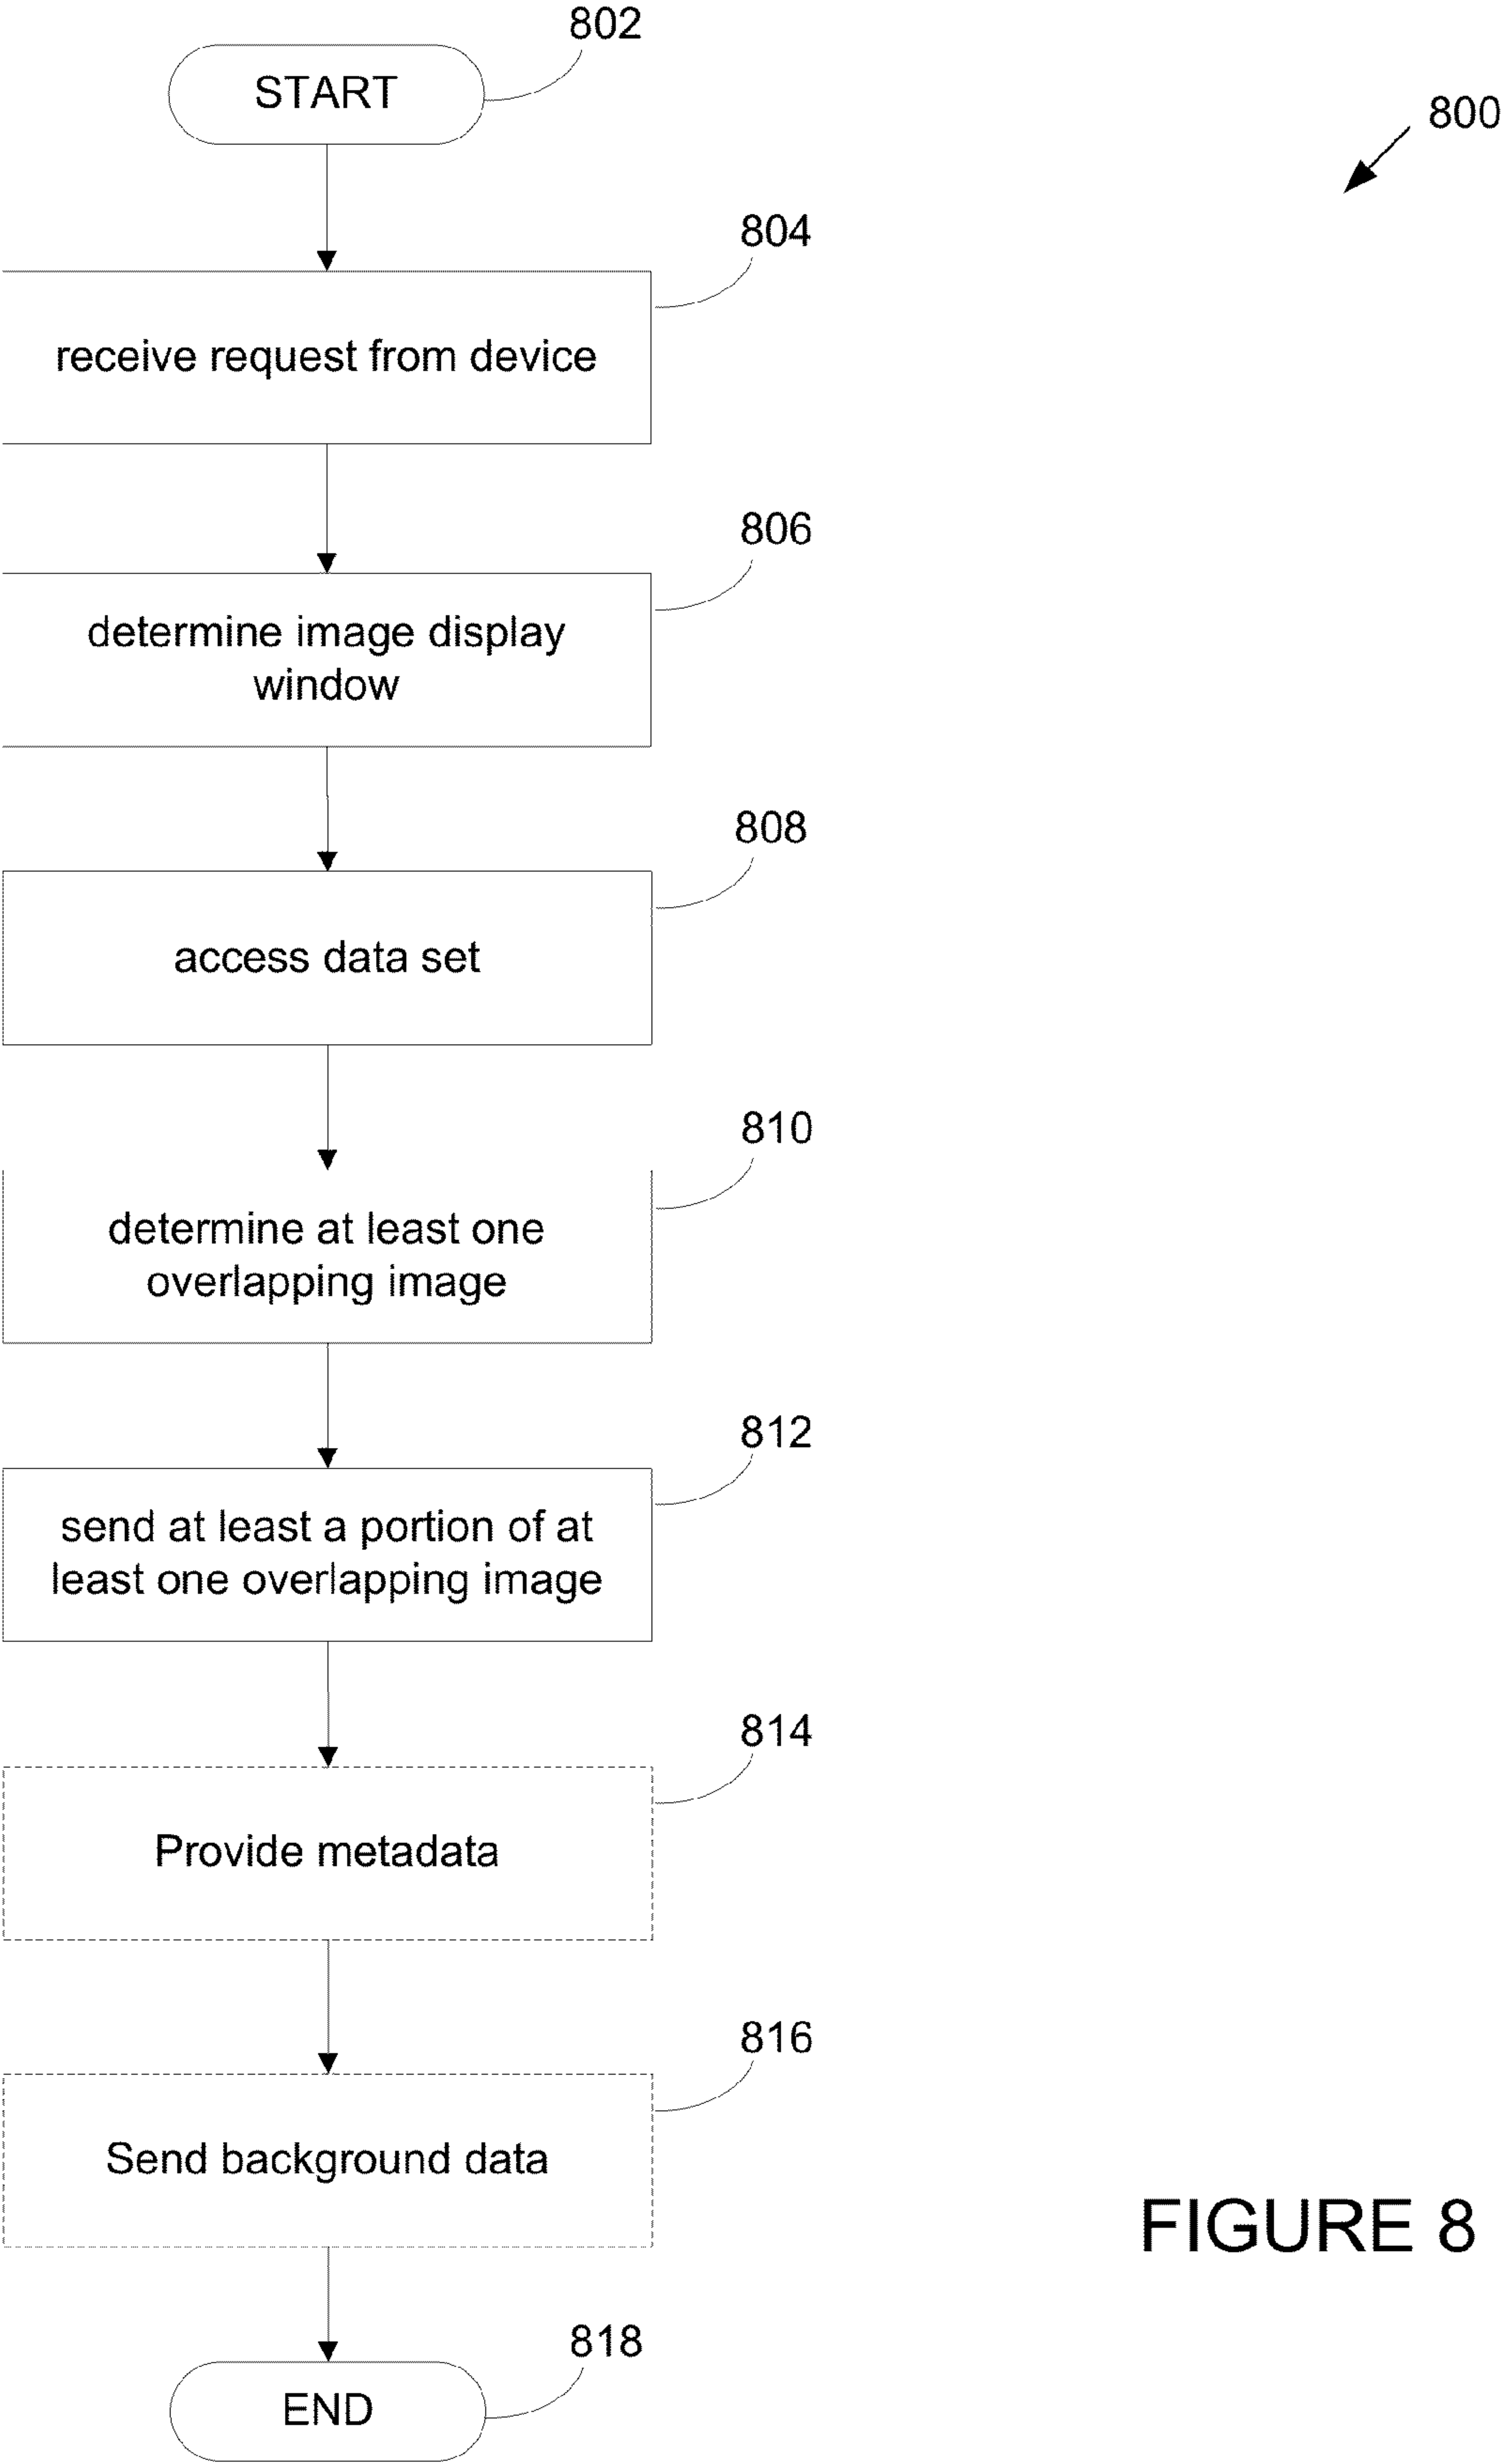 802
START
800
804
receive request from device
806
determine image display
window
808
access data set
810
determine at least one
overlapping image
812
send at least a portion of at
least one overlapping image
814
Provide metadata
816
Send background data
FIGURE 8
818
END